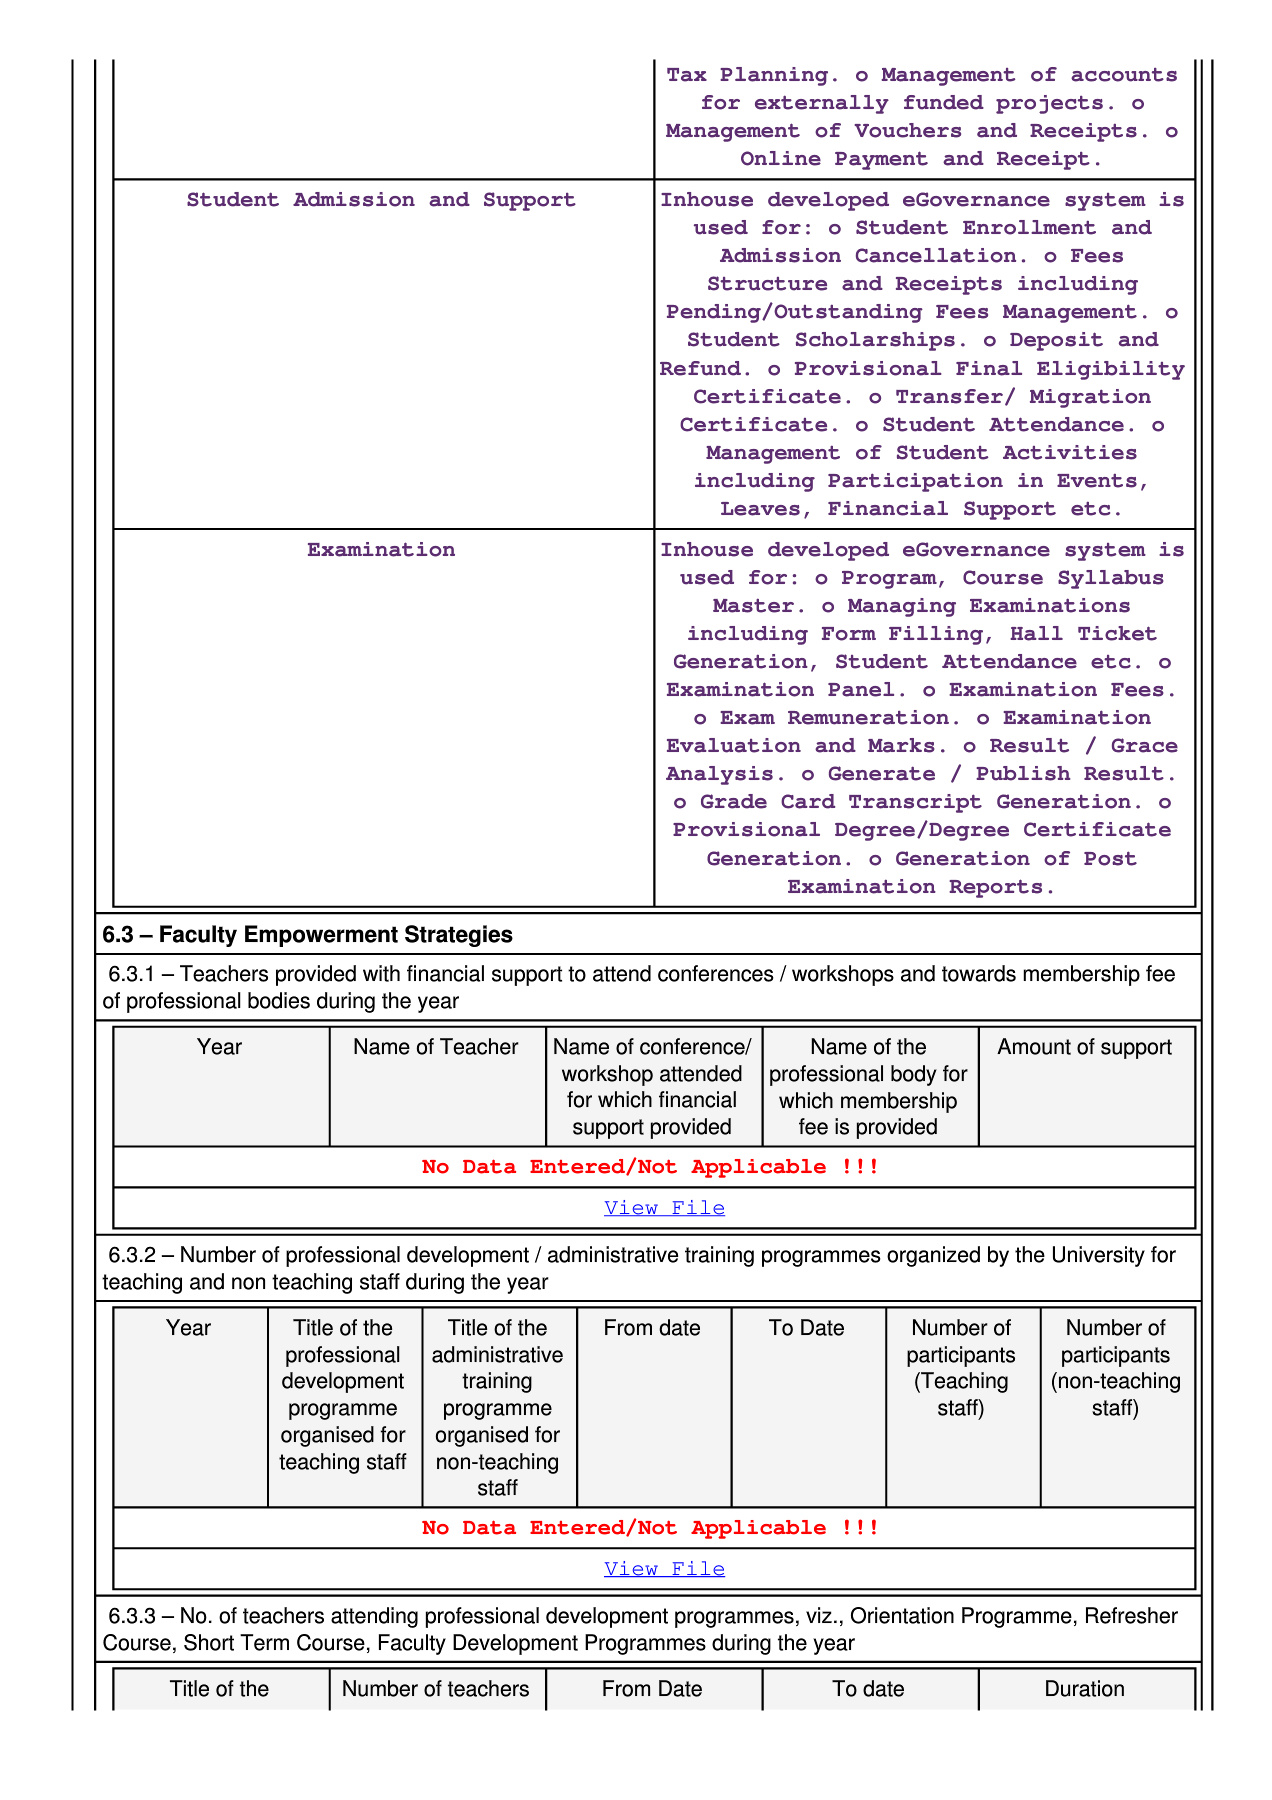 Tax Planning. o Management of accounts
for externally funded projects. o
Management of Vouchers and Receipts. o
Online Payment and Receipt.
Student Admission and Support
Inhouse developed eGovernance system is
used for: o Student Enrollment and
Admission Cancellation. o Fees
Structure and Receipts including
Pending/Outstanding Fees Management. o
Student Scholarships. o Deposit and
Refund. o Provisional Final Eligibility
Certificate. o Transfer/ Migration
Certificate. o Student Attendance. o
Management of Student Activities
including Participation in Events,
Leaves, Financial Support etc.
Examination
Inhouse developed eGovernance system is
used for: o Program, Course Syllabus
Master. o Managing Examinations
including Form Filling, Hall Ticket
Generation, Student Attendance etc. o
Examination Panel. o Examination Fees.
o Exam Remuneration. o Examination
Evaluation and Marks. o Result / Grace
Analysis. o Generate / Publish Result.
o Grade Card Transcript Generation. o
Provisional Degree/Degree Certificate
Generation. o Generation of Post
Examination Reports.
6.3 – Faculty Empowerment Strategies
6.3.1 – Teachers provided with financial support to attend conferences / workshops and towards membership fee
of professional bodies during the year
Year
Name of Teacher
Name of conference/
workshop attended
for which financial
support provided
Name of the
professional body for
which membership
fee is provided
Amount of support
No Data Entered/Not Applicable !!!
View File
6.3.2 – Number of professional development / administrative training programmes organized by the University for
teaching and non teaching staff during the year
Year
Title of the
professional
development
programme
organised for
teaching staff
Title of the
administrative
training
programme
organised for
non-teaching
staff
From date
To Date
Number of
participants
(Teaching
staff)
Number of
participants
(non-teaching
staff)
No Data Entered/Not Applicable !!!
View File
6.3.3 – No. of teachers attending professional development programmes, viz., Orientation Programme, Refresher
Course, Short Term Course, Faculty Development Programmes during the year
Title of the
Number of teachers
From Date
To date
Duration